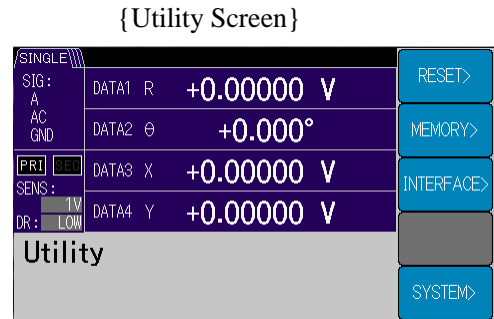 {Utility Screen}
SINGLE
SIG:
A
AC
GND
PRI SEC
SENS:
1V
DR: LOW
DATA1 R +0.00000 V
DATA2 θ +0.000°
DATA3 X +0.00000 V
DATA4 Y +0.00000 V
Utility
RESET>
MEMORY>
INTERFACE>
SYSTEM>